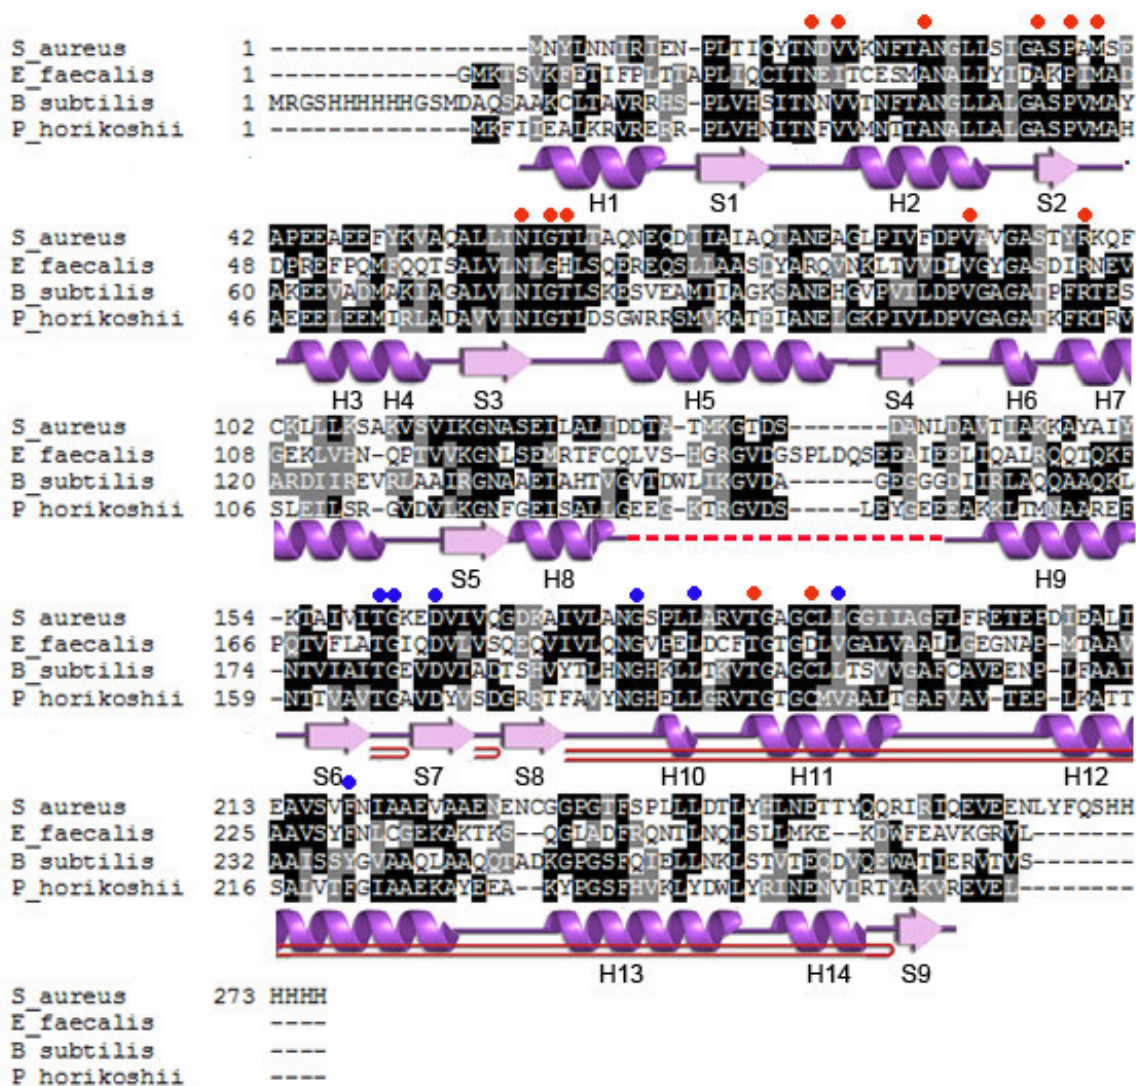 S_aureus 1 ------------------MNYLNNIRIEN-PLTICYTNDVVKNFTANGLLSIGASPAMSE
E_faecalis 1 -------------GMKTSVKFETIFPLTTAPLIQCITNEITCESMANALLYIDAKPIMAD
B_subtilis 1 MRGSHHHHHHGSMDAQSAAKCLTAVRRHS-PLVHSITNNVVTNFTANGLLALGASPVMAY
P_horikoshii 1 --------------MKFIIEALKRVREKR-PLVHNITNFVVMNTTANALLALGASPVMAH
H1 S1 H2 S2
S_aureus 42 APEEAEEFYKVAQALLINIGTLTAQNEQDIIAIAQTANEAGLPIVFDPVAVGASTYRKQF
E_faecalis 48 DPREFPQMFQQTSALVLNLGHLSQEREQSLLAASDYARQVNKLTVVDLVGYGASDIRNEV
B_subtilis 60 AKEEVADMAKIAGALVLNIGTLSKESVEAMIIAGKSANEHGVPVILDPVGAGATPFRTES
P_horikoshii 46 AEEELEEMIRLADAVVINIGTLDSGWRRSMVKATEIANELGKPIVLDPVGAGATKFRTRV
H3 H4 S3 H5 S4 H6 H7
S_aureus 102 CKLLLKSAKVSVIKGNASEILALIDDTA-TMKGTDS-------DANLDAVTIAKKAYAIY
E_faecalis 108 GEKLVHN-QPTVVKGNLSEMRTFCQLVS-HGRGVDGSPLDQSEEAIEELIQALRQQTQKF
B_subtilis 120 ARDIIREVRLAAIRGNAAEIAHTVGVTDWLIKGVDA-------GEGGGDIIRLAQQAAQKL
P_horikoshii 106 SLEILSR-GVDVLKGNFGEISALLGEEG-KTRGVDS------LEYGEEEAKKLTMNAAREF
S5 H8 H9
S_aureus 154 -KTAIVITGKEDVIVQGDKAIVLANGSPLLARVTGAGCLLGGIIAGFLFRETEPDIEALI
E_faecalis 166 PQTVFLATGIQDVLVSQEQVIVLQNGVPELDCFTGTGDLVGALVAALLGEGNAP-MTAAV
B_subtilis 174 -NTVIAITGEVDVIADTSHVYTLHNGHKLLTKVTGAGCLLTSVVGAFCAVEENP-LFAAI
P_horikoshii 159 -NTTVAVTGAVDYVSDGRRTFAVYNGHELLGRVTGTGCMVAALTGAFVAV-TEP-LKATT
S6 S7 S8 H10 H11 H12
S_aureus 213 EAVSVFNIAAEVAAENENCGGPGTFSPLLLDTLYHLNETTYQQRIRIQEVEENLYFQSHH
E_faecalis 225 AAVSYFNLCGEKAKTKS--QGLADFRQNTLNQLSLLMKE--KDWFEAVKGRVL-------
B_subtilis 232 AAISSYGVAAQLAAQQTADKGPGSFQIELLNKLSTVTEQDVQEWATIERVTVS-------
P_horikoshii 216 SALVTFGIAAEKAYEEA--KYPGSFHVKLYDWLYRINENVIRTYAKVREVEL--------
H13 H14 S9
S_aureus 273 HHHH
E_faecalis ----
B_subtilis ----
P_horikoshii ----